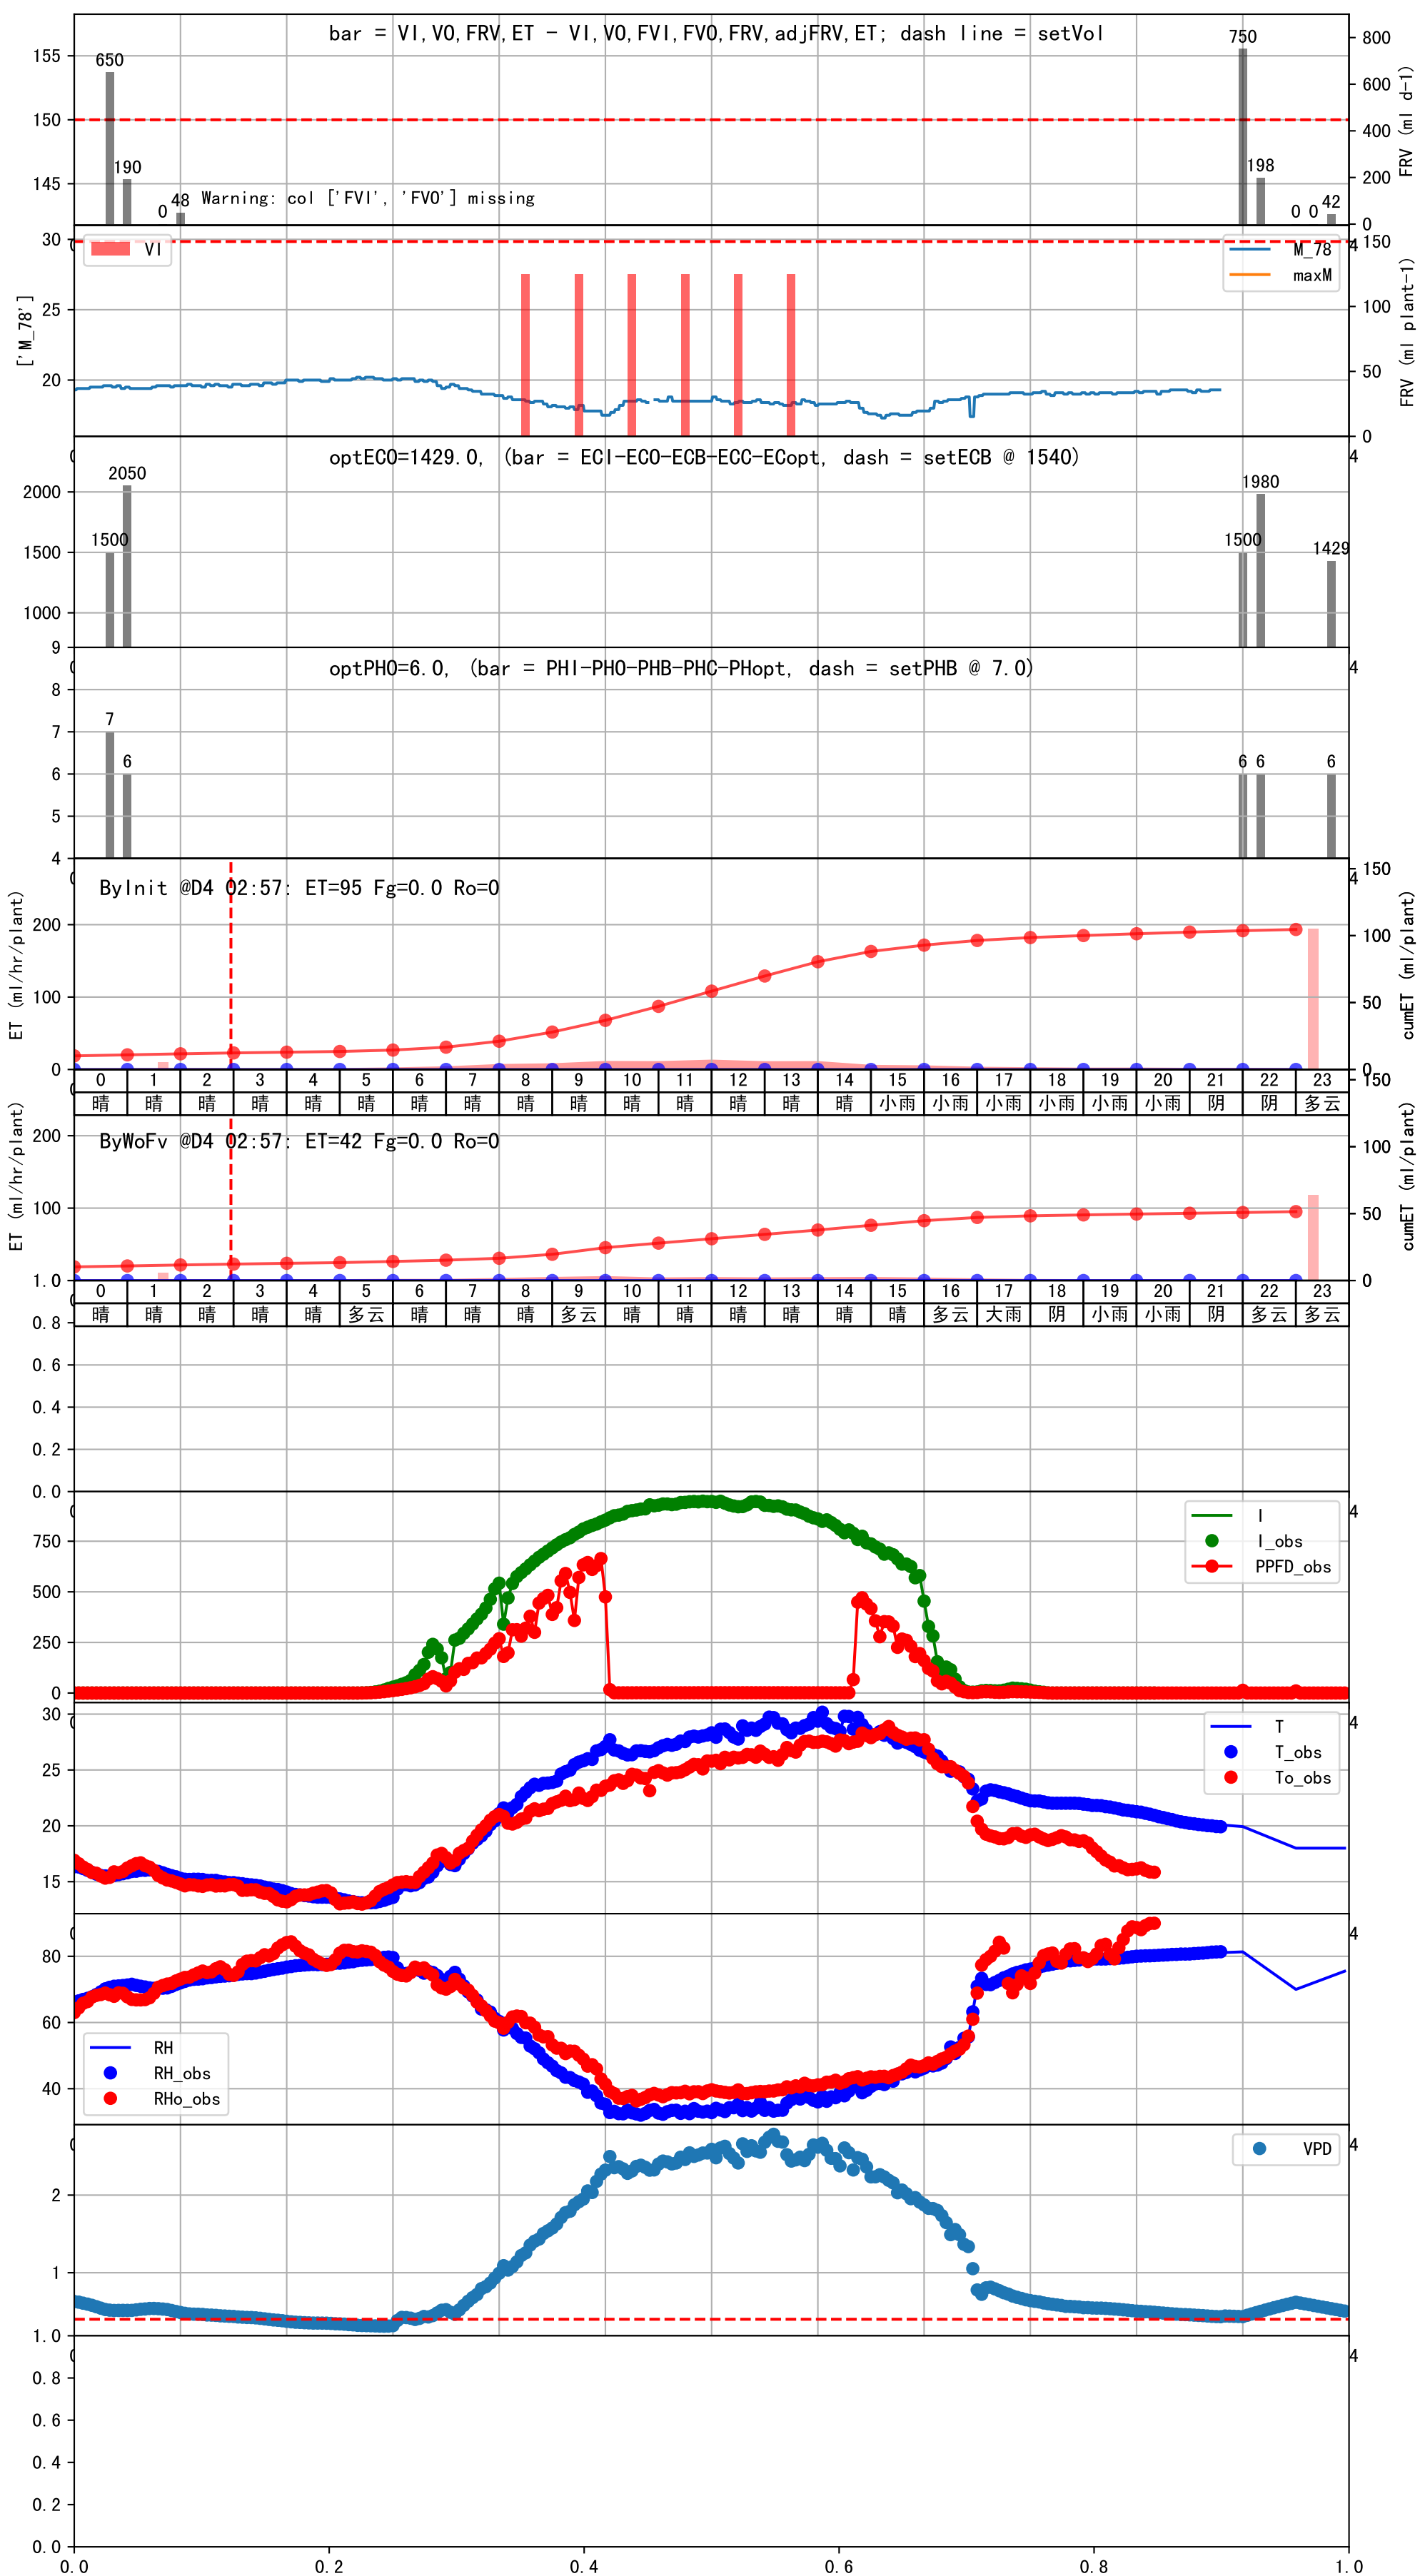 bar = VI,VO,FRV,ET - VI,VO,FVI,FVO,FRV,adjFRV,ET; dash line = setVol
155
150
145
650
190
0
48
Warning: col ['FVI', 'FVO'] missing
750
198
0
0
42
800
600
400
200
0
FRV (ml d-1)
30
25
20
['M_78']
VI
M_78
maxM
150
100
50
0
FRV (ml plant-1)
4
optECO=1429.0, (bar = ECI-ECO-ECB-ECC-ECopt, dash = setECB @ 1540)
4
2000
1500
1000
1500
2050
1500
1980
1429
optPHO=6.0, (bar = PHI-PHO-PHB-PHC-PHopt, dash = setPHB @ 7.0)
4
9
8
7
6
5
4
7
6
6
6
6
ByInit @D4 02:57: ET=95 Fg=0.0 Ro=0
4
200
100
0
ET (ml/hr/plant)
150
100
50
0
cumET (ml/plant)
0 1 2 3 4 5 6 7 8 9 10 11 12 13 14 15 16 17 18 19 20 21 22 23
晴 晴 晴 晴 晴 晴 晴 晴 晴 晴 晴 晴 晴 晴 晴 小雨 小雨 小雨 小雨 小雨 小雨 阴 阴 多云
ByWoFv @D4 02:57: ET=42 Fg=0.0 Ro=0
200
100
ET (ml/hr/plant)
150
100
50
0
cumET (ml/plant)
0 1 2 3 4 5 6 7 8 9 10 11 12 13 14 15 16 17 18 19 20 21 22 23
晴 晴 晴 晴 晴 多云 晴 晴 晴 多云 晴 晴 晴 晴 晴 晴 多云 大雨 阴 小雨 小雨 阴 多云 多云
1.0
0.8
0.6
0.4
0.2
0.0
4
750
500
250
0
I
I_obs
PPFD_obs
4
30
25
20
15
T
T_obs
To_obs
4
80
60
40
RH
RH_obs
RHo_obs
4
2
1
VPD
4
1.0
0.8
0.6
0.4
0.2
0.0
0.0 0.2 0.4 0.6 0.8 1.0